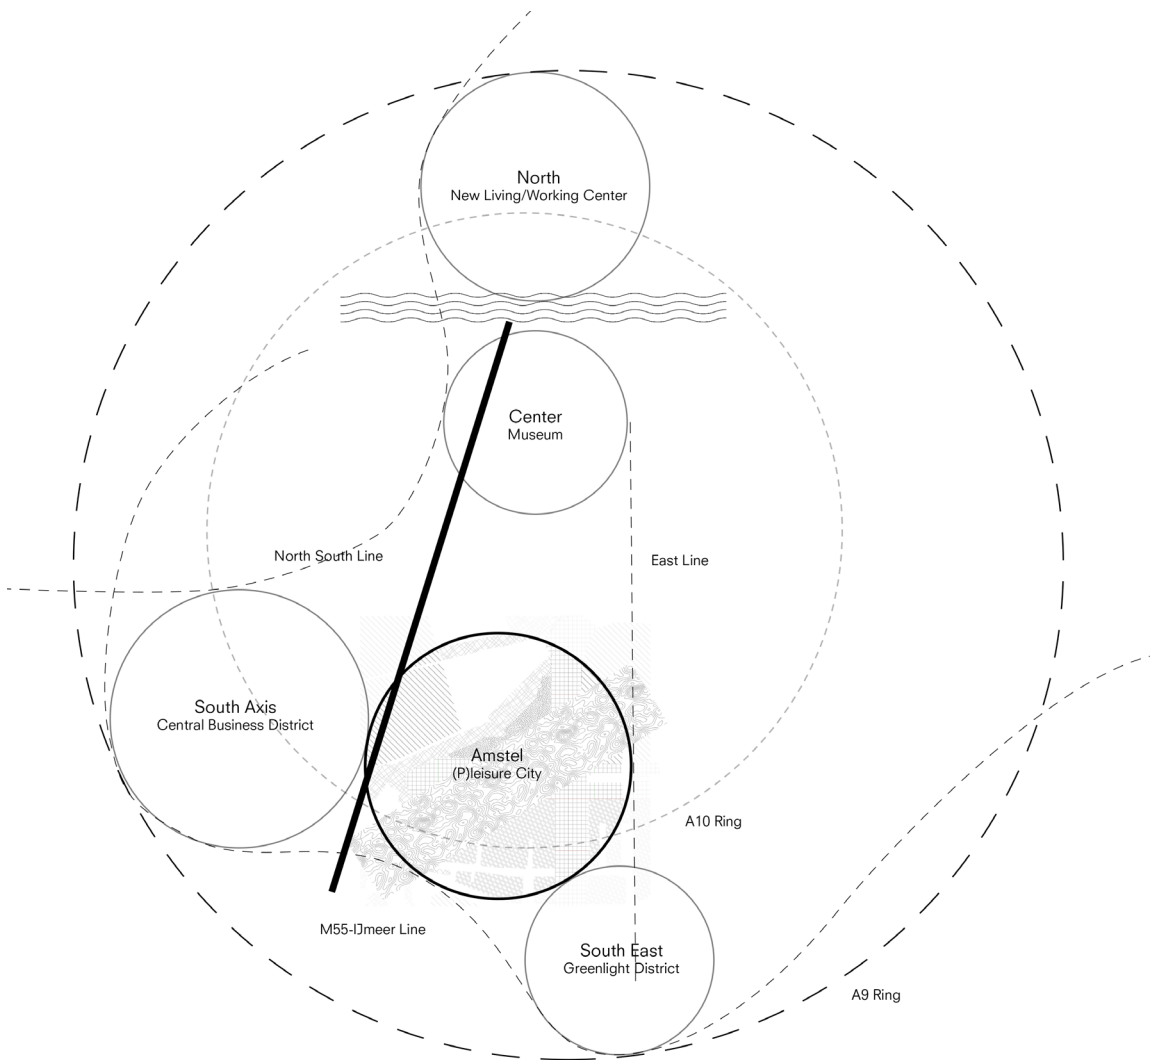 North
New Living/Working Center
Center
Museum
North South Line
East Line
South Axis
Central Business District
Amstel
(P)leisure City
A10 Ring
M55-IJmeer Line
South East
Greenlight District
A9 Ring